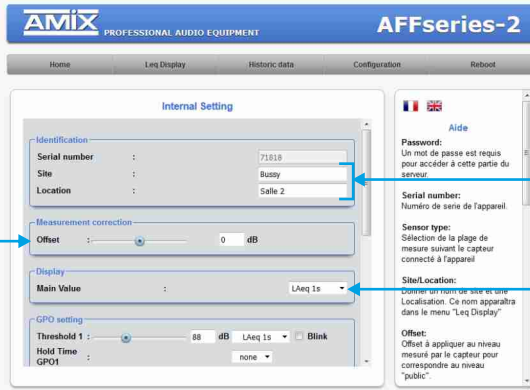 AMIX PROFESSIONAL AUDIO EQUIPMENT
AFFseries-2
Home Leq Display Historic data Configuration Reboot
Internal Setting
Identification
Serial number : 71818
Site : Bussy
Location : Salle 2
Measurement correction
Offset : 0 dB
Display
Main Value : LAeq 1s
GPO setting
Threshold 1 : 88 dB LAeq 1s Blink
Hold Time
GPO1 : none
Aide
Password:
Un mot de passe est requis
pour accéder à cette partie du
serveur.
Serial number:
Numéro de serie de l'appareil.
Sensor type:
Sélection de la plage de
mesure suivant le capteur
connecté à l'appareil
Site/Location:
Donner un nom de site et une
Localisation. Ce nom apparaîtra
dans le menu "Leq Display"
Offset:
Offset à appliquer au niveau
mesuré par le capteur pour
correspondre au niveau
"public".